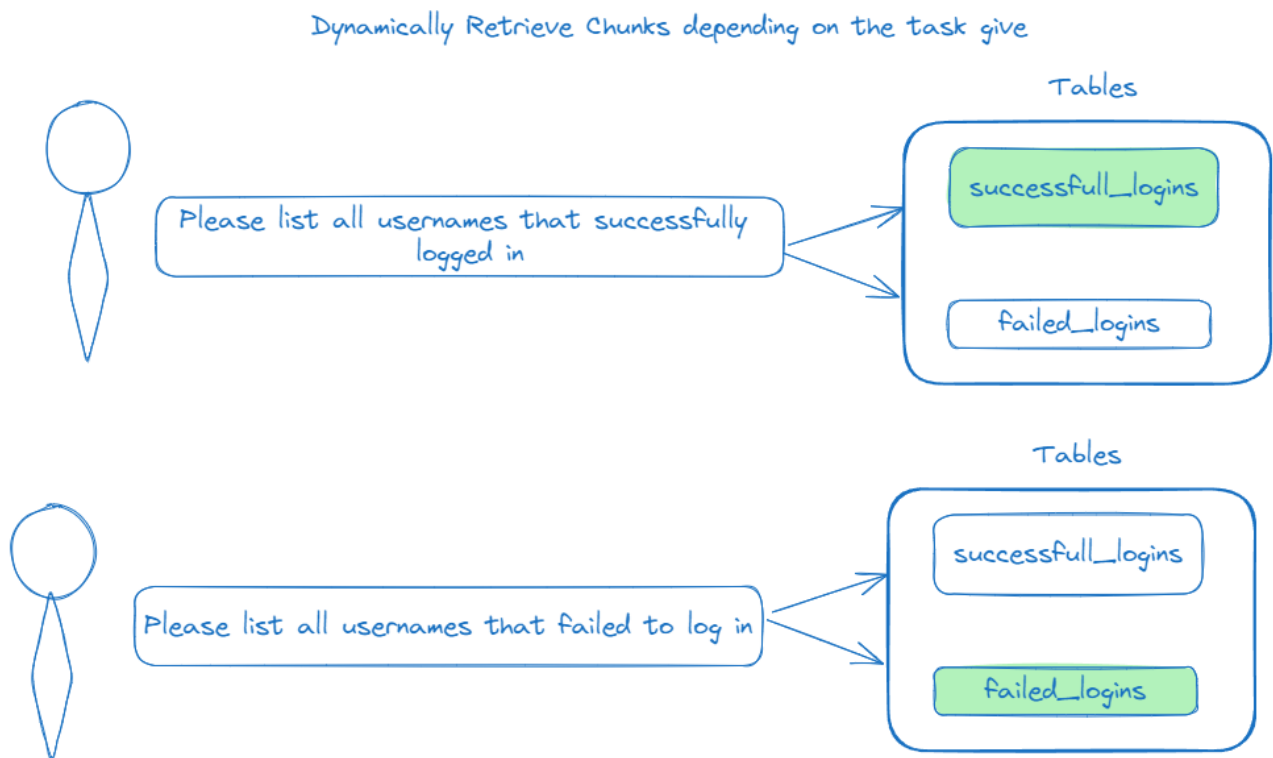 Dynamically Retrieve Chunks depending on the task give
Tables
successfull_logins
Please list all usernames that successfully
logged in
failed_logins
Tables
successfull_logins
Please list all usernames that failed to log in
failed_logins